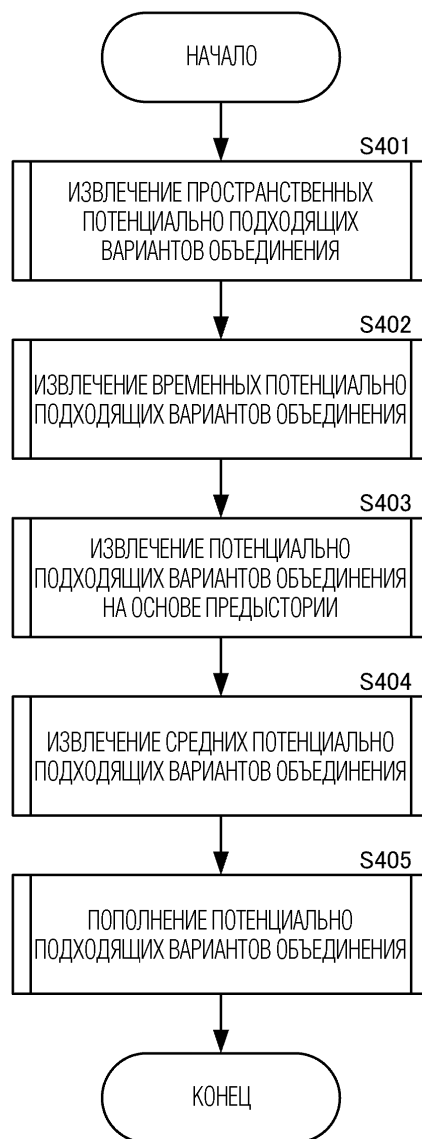 НАЧАЛО
S401
ИЗВЛЕЧЕНИЕ ПРОСТРАНСТВЕННЫХ
ПОТЕНЦИАЛЬНО ПОДХОДЯЩИХ
ВАРИАНТОВ ОБЪЕДИНЕНИЯ
S402
ИЗВЛЕЧЕНИЕ ВРЕМЕННЫХ ПОТЕНЦИАЛЬНО
ПОДХОДЯЩИХ ВАРИАНТОВ ОБЪЕДИНЕНИЯ
S403
ИЗВЛЕЧЕНИЕ ПОТЕНЦИАЛЬНО
ПОДХОДЯЩИХ ВАРИАНТОВ ОБЪЕДИНЕНИЯ
НА ОСНОВЕ ПРЕДЫСТОРИИ
S404
ИЗВЛЕЧЕНИЕ СРЕДНИХ ПОТЕНЦИАЛЬНО
ПОДХОДЯЩИХ ВАРИАНТОВ ОБЪЕДИНЕНИЯ
S405
ПОПОЛНЕНИЕ ПОТЕНЦИАЛЬНО
ПОДХОДЯЩИХ ВАРИАНТОВ ОБЪЕДИНЕНИЯ
КОНЕЦ